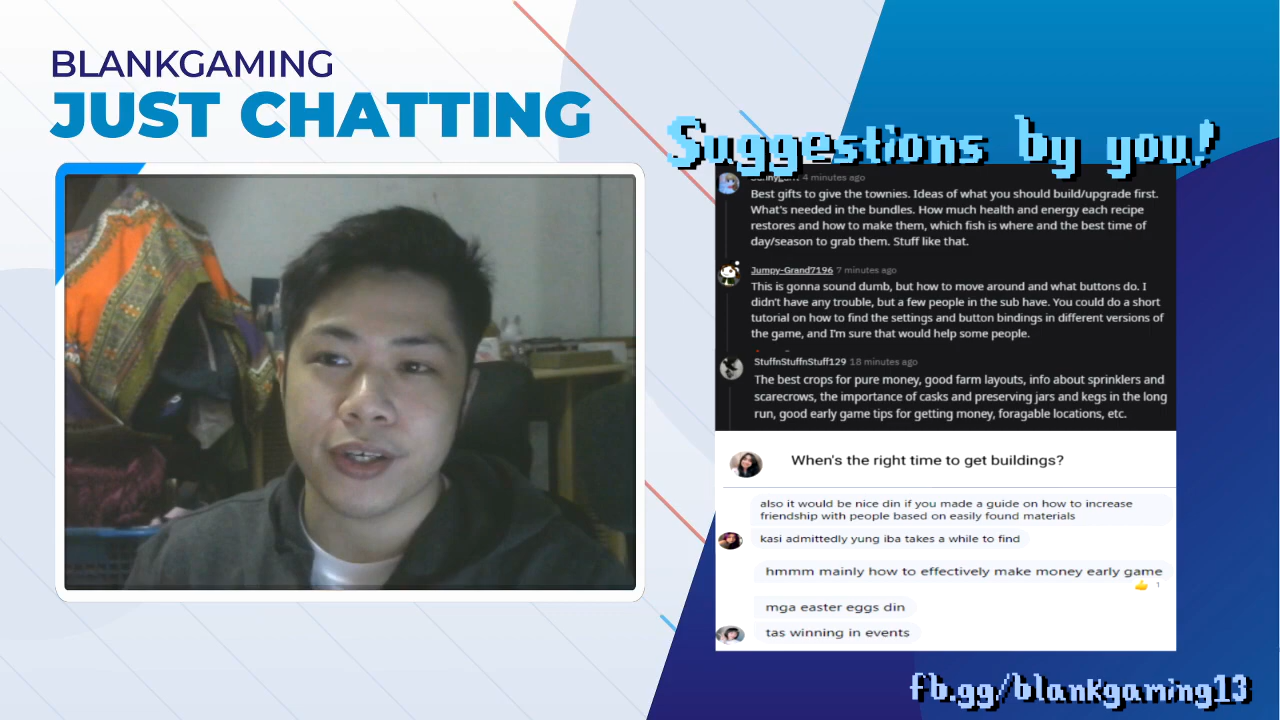 BLANKGAMING
JUST CHATTING
Suggestions by you!
4 minutes ago
Best gifts to give the townies. Ideas of what you should build/upgrade first.
What's needed in the bundles. How much health and energy each recipe
restores and how to make them, which fish is where and the best time of
day/season to grab them. Stuff like that.
Jumpy-Grand7196 7 minutes ago
This is gonna sound dumb, but how to move around and what buttons do. I
didn't have any trouble, but a few people in the sub have. You could do a short
tutorial on how to find the settings and button bindings in different versions of
the game, and I'm sure that would help some people.
StuffnStuffnStuff129 18 minutes ago
The best crops for pure money, good farm layouts, info about sprinklers and
scarecrows, the importance of casks and preserving jars and kegs in the long
run, good early game tips for getting money, foragable locations, etc.
When's the right time to get buildings?
also it would be nice din if you made a guide on how to increase
friendship with people based on easily found materials
kasi admittedly yung iba takes a while to find
hmmm mainly how to effectively make money early game
1
mga easter eggs din
tas winning in events
fb.gg/blankgaming13